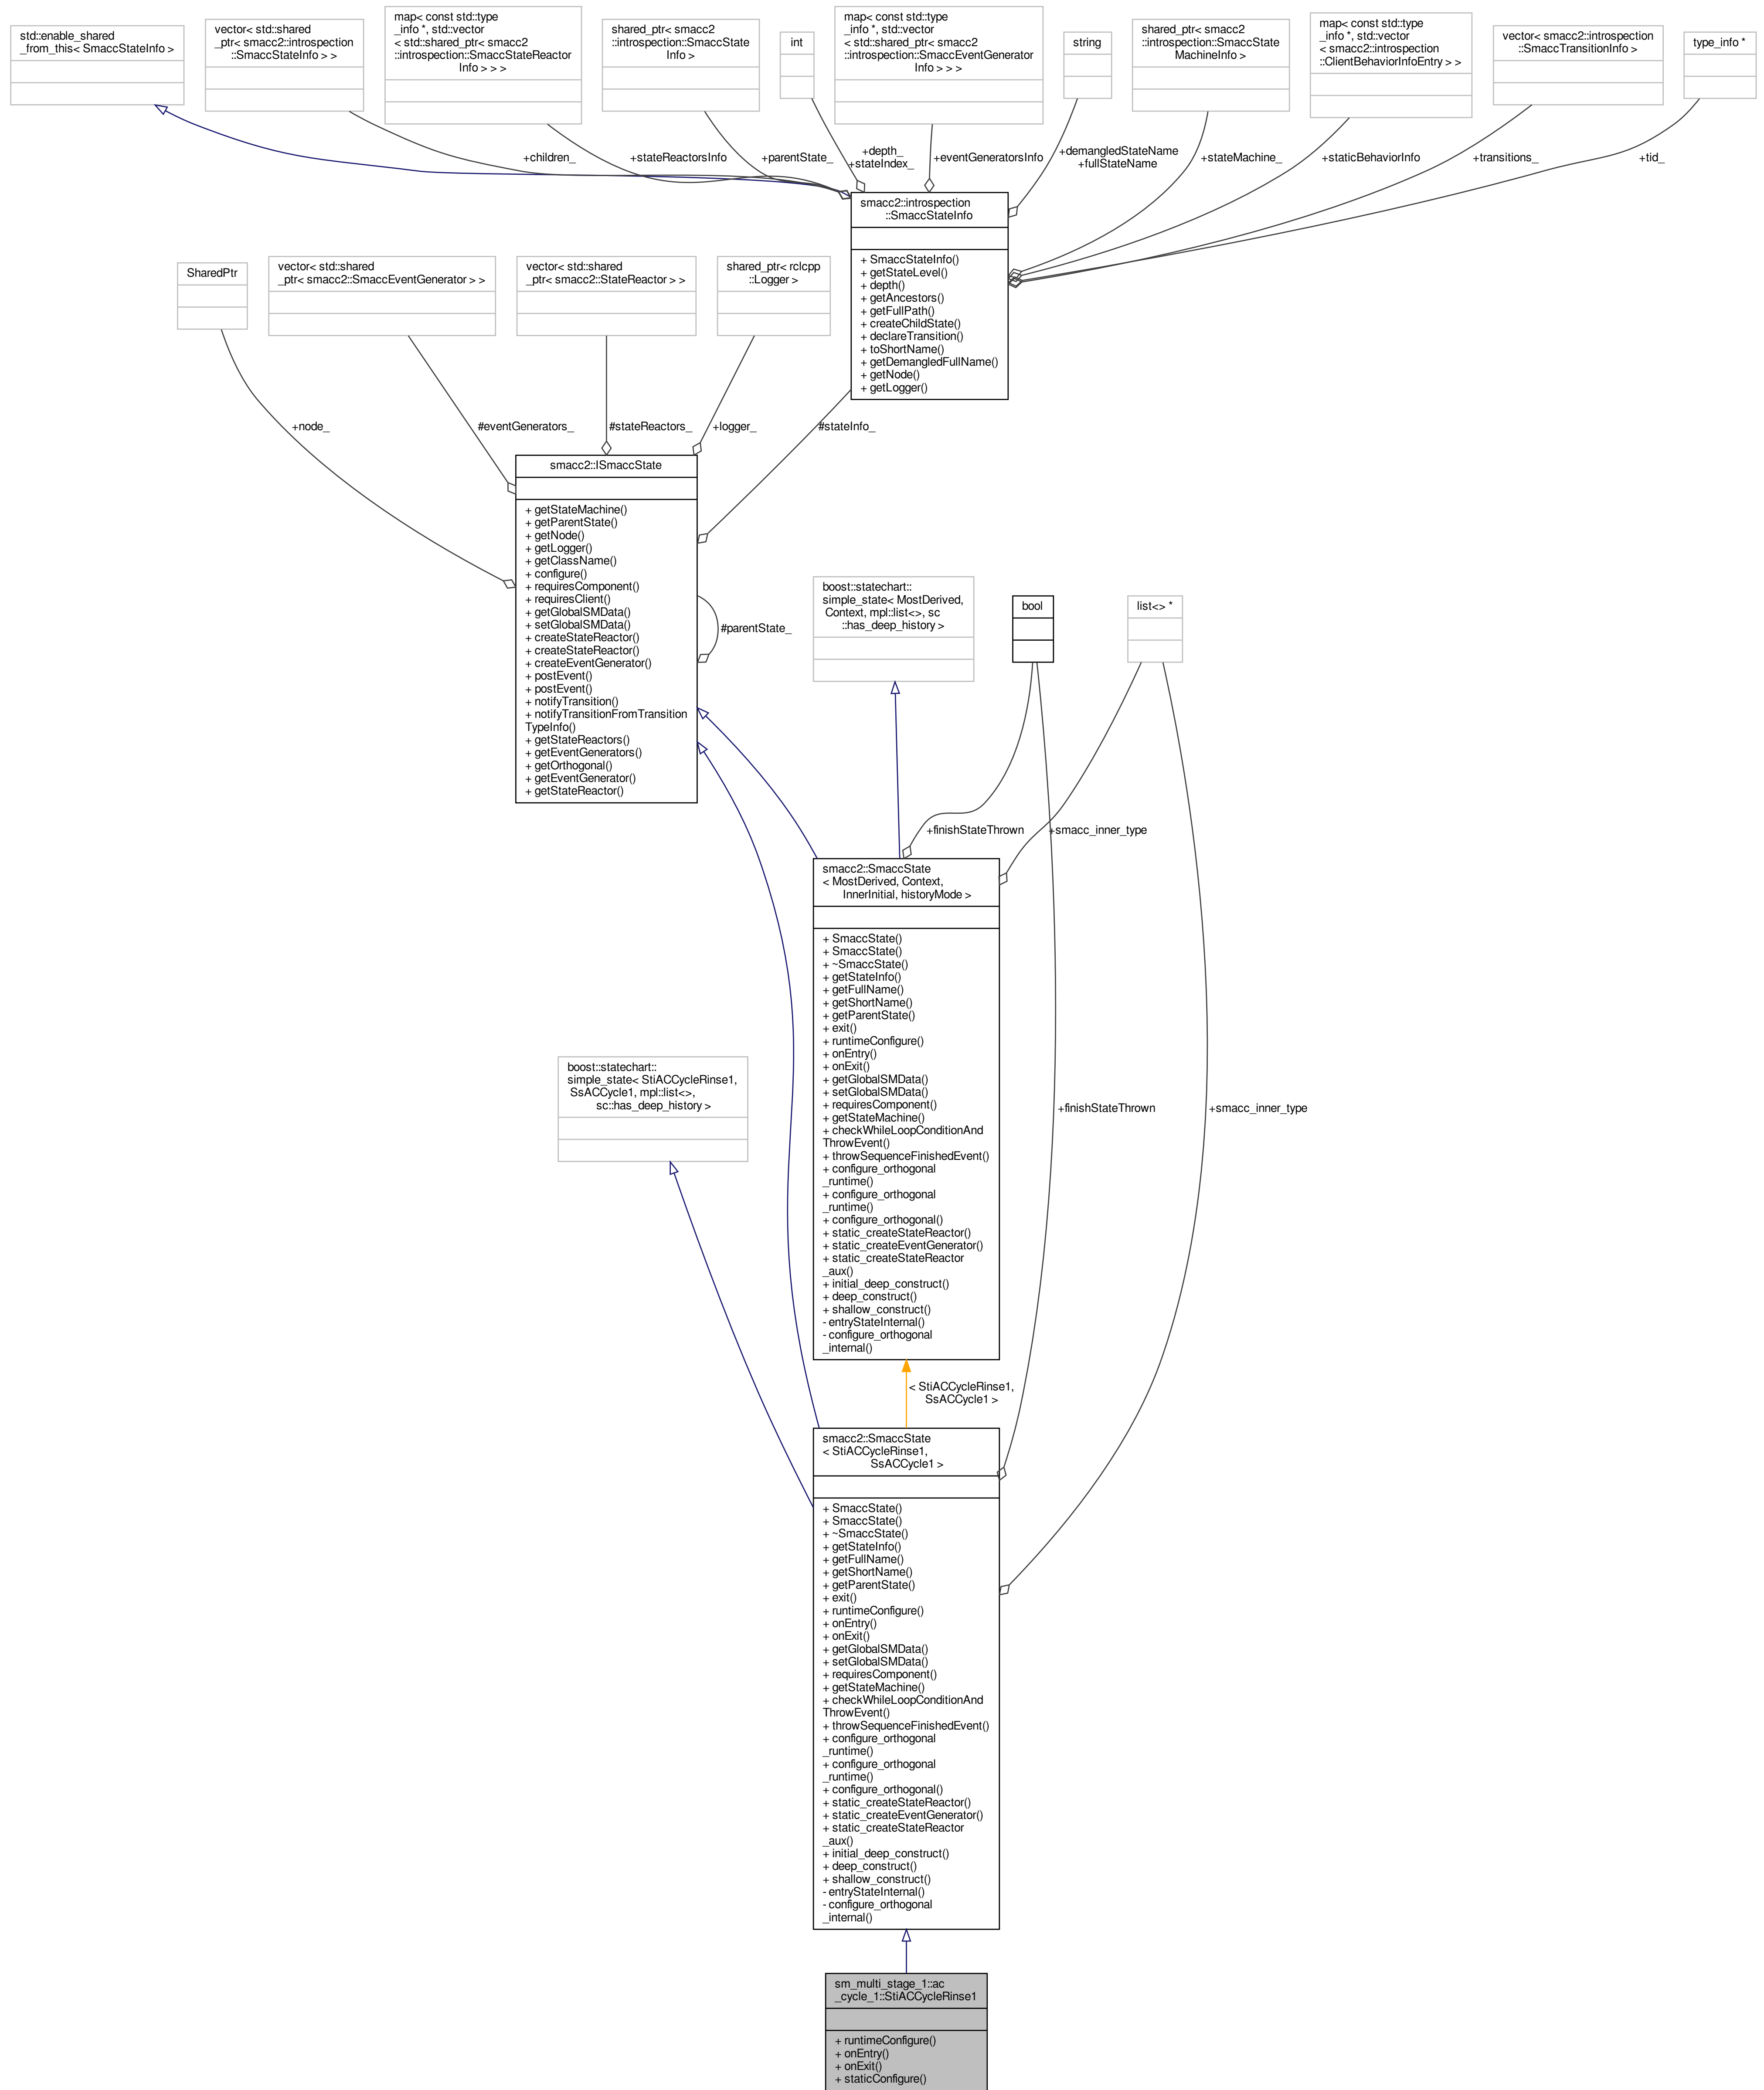 std::enable_shared
_from_this< SmaccStateInfo >
vector< std::shared
_ptr< smacc2::introspection
::SmaccStateInfo > >
map< const std::type
_info *, std::vector
< std::shared_ptr< smacc2
::introspection::SmaccStateReactor
Info > > >
shared_ptr< smacc2
::introspection::SmaccState
Info >
int
map< const std::type
_info *, std::vector
< std::shared_ptr< smacc2
::introspection::SmaccEventGenerator
Info > > >
string
shared_ptr< smacc2
::introspection::SmaccState
MachineInfo >
map< const std::type
_info *, std::vector
< smacc2::introspection
::ClientBehaviorInfoEntry > >
vector< smacc2::introspection
::SmaccTransitionInfo >
type_info *
+children_
+stateReactorsInfo
+parentState_
+depth_
+stateIndex_
+eventGeneratorsInfo
+demangledStateName
+fullStateName
+stateMachine_
+staticBehaviorInfo
+transitions_
+tid_
smacc2::introspection
::SmaccStateInfo
+ SmaccStateInfo()
+ getStateLevel()
+ depth()
+ getAncestors()
+ getFullPath()
+ createChildState()
+ declareTransition()
+ toShortName()
+ getDemangledFullName()
+ getNode()
+ getLogger()
SharedPtr
vector< std::shared
_ptr< smacc2::SmaccEventGenerator > >
vector< std::shared
_ptr< smacc2::StateReactor > >
shared_ptr< rclcpp
::Logger >
+node_
#eventGenerators_
#stateReactors_
+logger_
#stateInfo_
smacc2::ISmaccState
+ getStateMachine()
+ getParentState()
+ getNode()
+ getLogger()
+ getClassName()
+ configure()
+ requiresComponent()
+ requiresClient()
+ getGlobalSMData()
+ setGlobalSMData()
+ createStateReactor()
+ createStateReactor()
+ createEventGenerator()
+ postEvent()
+ postEvent()
+ notifyTransition()
+ notifyTransitionFromTransition
TypeInfo()
+ getStateReactors()
+ getEventGenerators()
+ getOrthogonal()
+ getEventGenerator()
+ getStateReactor()
#parentState_
boost::statechart::
simple_state< MostDerived,
Context, mpl::list<>, sc
::has_deep_history >
bool
list<> *
+finishStateThrown
+smacc_inner_type
smacc2::SmaccState
< MostDerived, Context,
InnerInitial, historyMode >
+ SmaccState()
+ SmaccState()
+ ~SmaccState()
+ getStateInfo()
+ getFullName()
+ getShortName()
+ getParentState()
+ exit()
+ runtimeConfigure()
+ onEntry()
+ onExit()
+ getGlobalSMData()
+ setGlobalSMData()
+ requiresComponent()
+ getStateMachine()
+ checkWhileLoopConditionAnd
ThrowEvent()
+ throwSequenceFinishedEvent()
+ configure_orthogonal
_runtime()
+ configure_orthogonal
_runtime()
+ configure_orthogonal()
+ static_createStateReactor()
+ static_createEventGenerator()
+ static_createStateReactor
_aux()
+ initial_deep_construct()
+ deep_construct()
+ shallow_construct()
- entryStateInternal()
- configure_orthogonal
_internal()
boost::statechart::
simple_state< StiACCycleRinse1,
SsACCycle1, mpl::list<>,
sc::has_deep_history >
+finishStateThrown
+smacc_inner_type
< StiACCycleRinse1,
SsACCycle1 >
smacc2::SmaccState
< StiACCycleRinse1,
SsACCycle1 >
+ SmaccState()
+ SmaccState()
+ ~SmaccState()
+ getStateInfo()
+ getFullName()
+ getShortName()
+ getParentState()
+ exit()
+ runtimeConfigure()
+ onEntry()
+ onExit()
+ getGlobalSMData()
+ setGlobalSMData()
+ requiresComponent()
+ getStateMachine()
+ checkWhileLoopConditionAnd
ThrowEvent()
+ throwSequenceFinishedEvent()
+ configure_orthogonal
_runtime()
+ configure_orthogonal
_runtime()
+ configure_orthogonal()
+ static_createStateReactor()
+ static_createEventGenerator()
+ static_createStateReactor
_aux()
+ initial_deep_construct()
+ deep_construct()
+ shallow_construct()
- entryStateInternal()
- configure_orthogonal
_internal()
sm_multi_stage_1::ac
_cycle_1::StiACCycleRinse1
+ runtimeConfigure()
+ onEntry()
+ onExit()
+ staticConfigure()